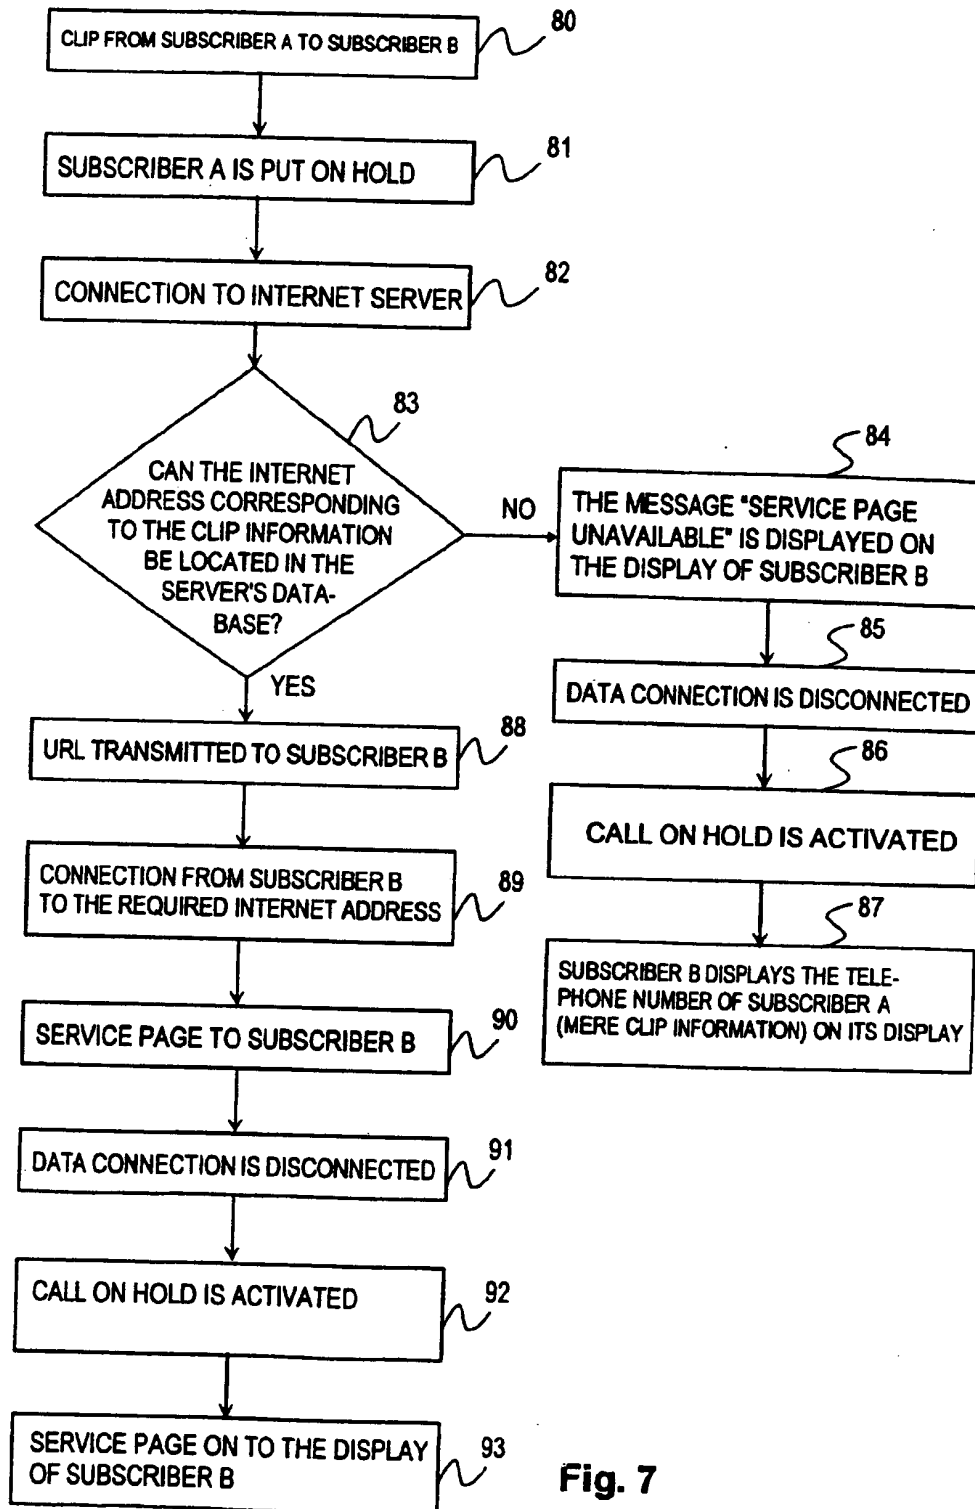 CLIP FROM SUBSCRIBER A TO SUBSCRIBER B
80
SUBSCRIBER A IS PUT ON HOLD
81
CONNECTION TO INTERNET SERVER
82
83
CAN THE INTERNET
ADDRESS CORRESPONDING
TO THE CLIP INFORMATION
BE LOCATED IN THE
SERVER'S DATA-
BASE?
NO
84
THE MESSAGE "SERVICE PAGE
UNAVAILABLE" IS DISPLAYED ON
THE DISPLAY OF SUBSCRIBER B
85
DATA CONNECTION IS DISCONNECTED
86
CALL ON HOLD IS ACTIVATED
87
SUBSCRIBER B DISPLAYS THE TELE-
PHONE NUMBER OF SUBSCRIBER A
(MERE CLIP INFORMATION) ON ITS DISPLAY
YES
URL TRANSMITTED TO SUBSCRIBER B
88
CONNECTION FROM SUBSCRIBER B
TO THE REQUIRED INTERNET ADDRESS
89
SERVICE PAGE TO SUBSCRIBER B
90
DATA CONNECTION IS DISCONNECTED
91
CALL ON HOLD IS ACTIVATED
92
SERVICE PAGE ON TO THE DISPLAY
OF SUBSCRIBER B
93
Fig. 7